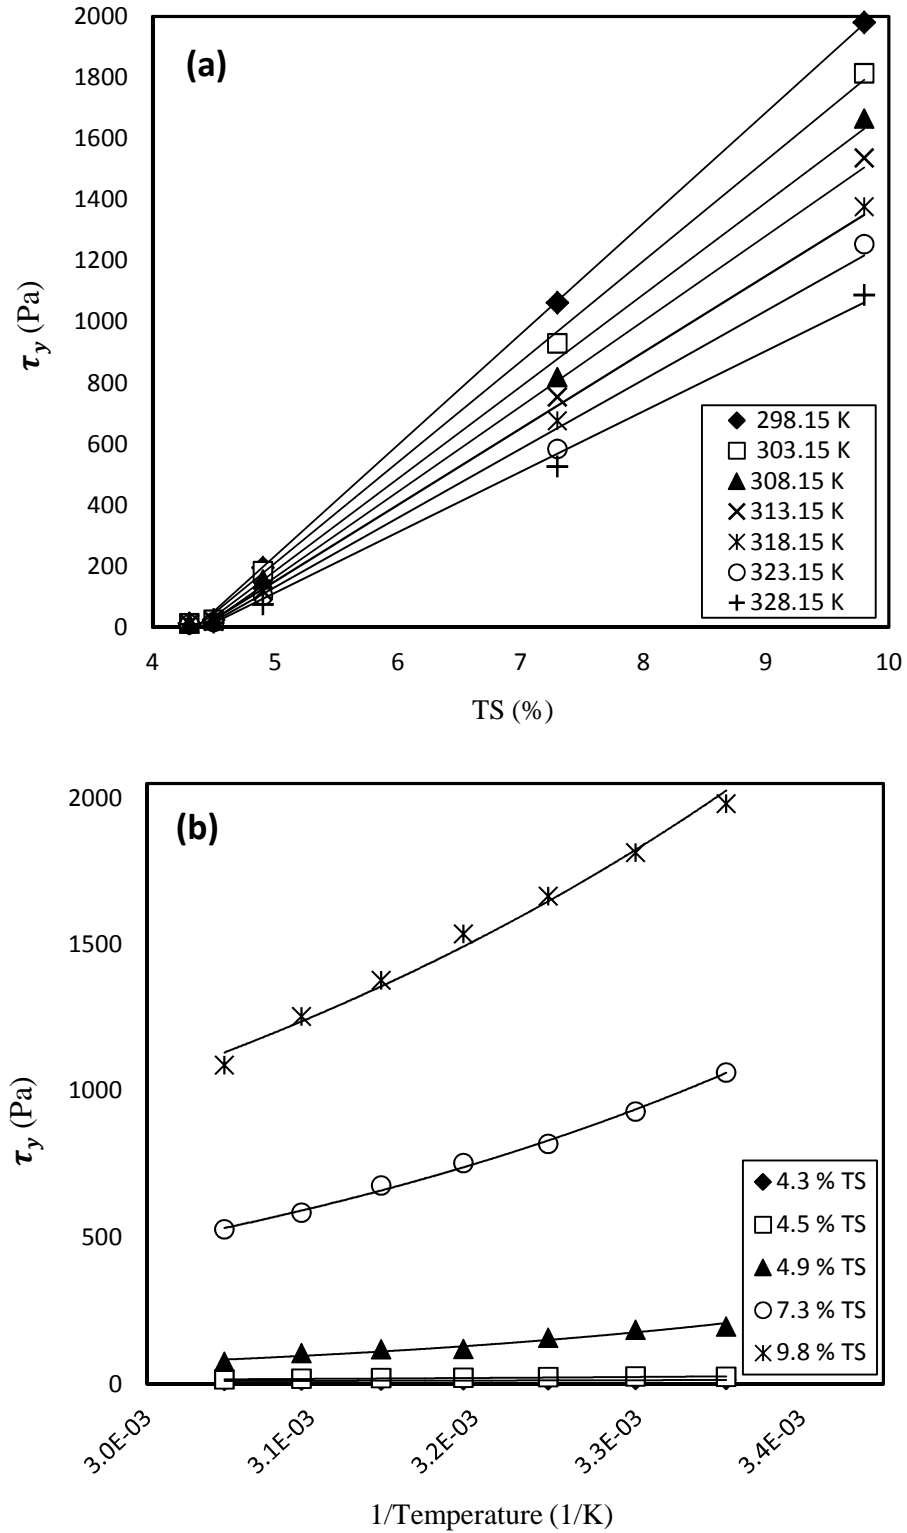 2000
(a)
1800
1600
1400
1200
1000
800
600
400
200
0
τy (Pa)
298.15 K
303.15 K
308.15 K
313.15 K
318.15 K
323.15 K
328.15 K
4 5 6 7 8 9 10
TS (%)
2000
(b)
1500
1000
500
0
τy (Pa)
4.3 % TS
4.5 % TS
4.9 % TS
7.3 % TS
9.8 % TS
3.0E-03 3.1E-03 3.2E-03 3.3E-03 3.4E-03
1/Temperature (1/K)